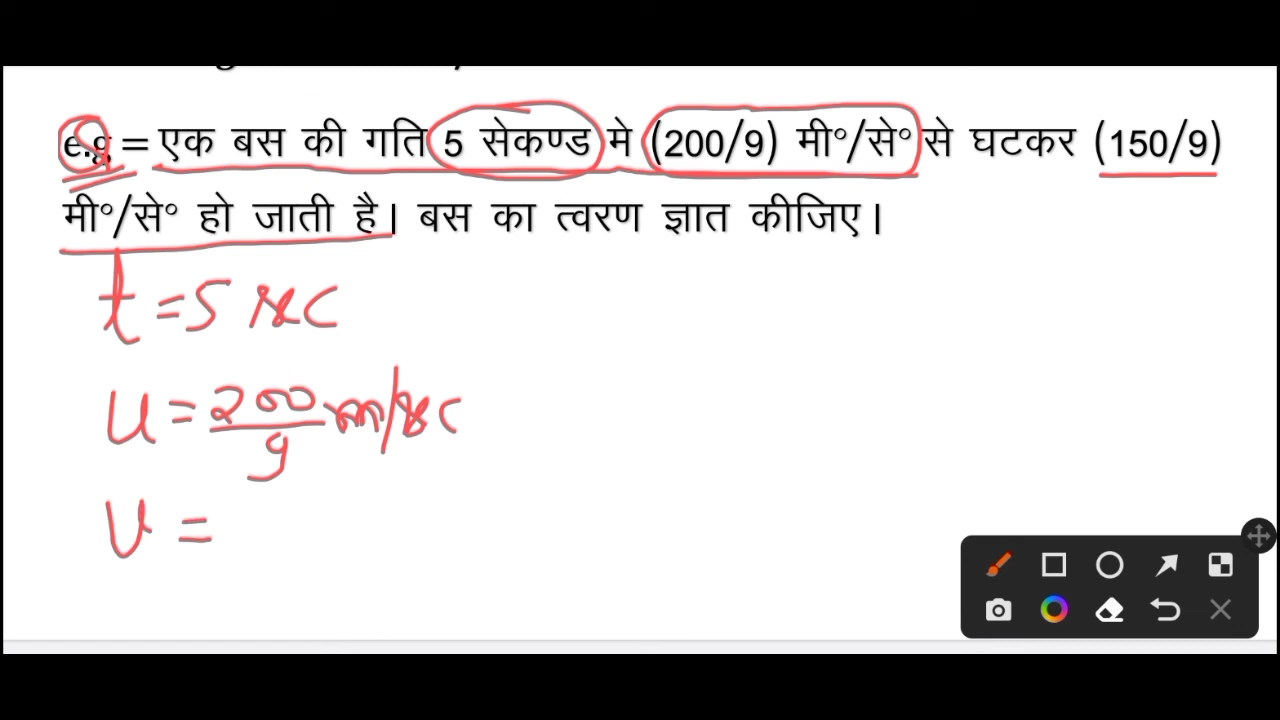 e.g = एक बस की गति 5 सेकण्ड मे (200/9) मी°/से° से घटकर (150/9)
मी°/से° हो जाती है। बस का त्वरण ज्ञात कीजिए।
t = 5 sec
u = 200/9 m/sec
v =